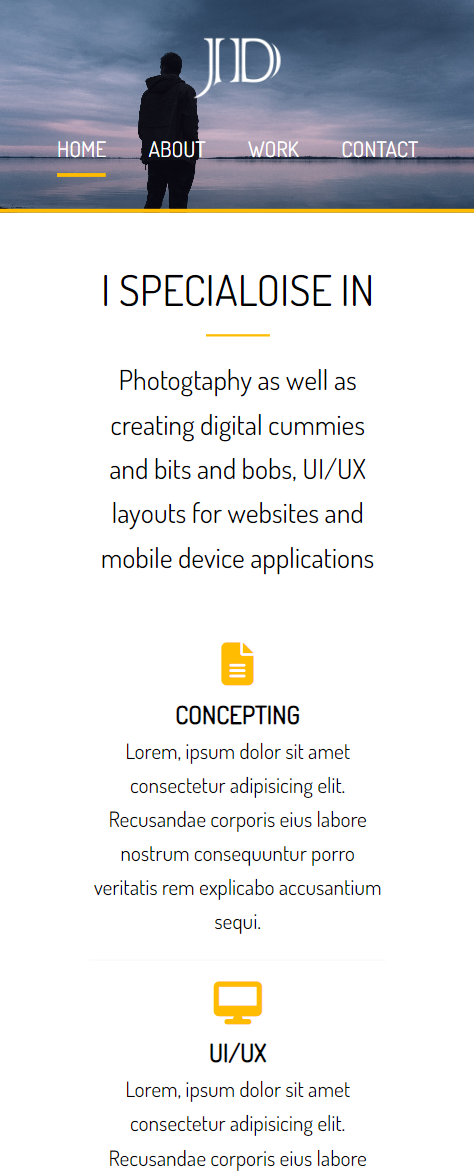 JD
HOME ABOUT WORK CONTACT
I SPECIALOISE IN
Photogtaphy as well as
creating digital cummies
and bits and bobs, UI/UX
layouts for websites and
mobile device applications
CONCEPTING
Lorem, ipsum dolor sit amet
consectetur adipisicing elit.
Recusandae corporis eius labore
nostrum consequuntur porro
veritatis rem explicabo accusantium
sequi.
UI/UX
Lorem, ipsum dolor sit amet
consectetur adipisicing elit.
Recusandae corporis eius labore